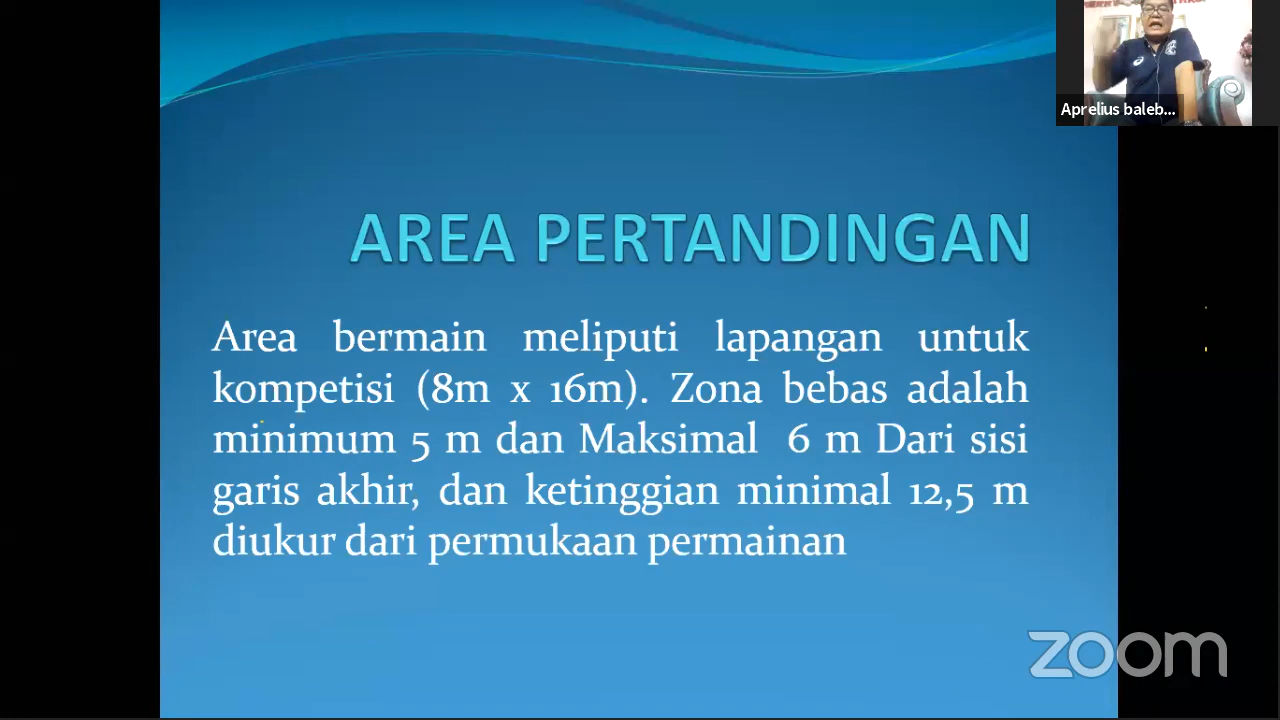 Aprelius baleb...
AREA PERTANDINGAN
Area bermain meliputi lapangan untuk
kompetisi (8m x 16m). Zona bebas adalah
minimum 5 m dan Maksimal 6 m Dari sisi
garis akhir, dan ketinggian minimal 12,5 m
diukur dari permukaan permainan
zoom